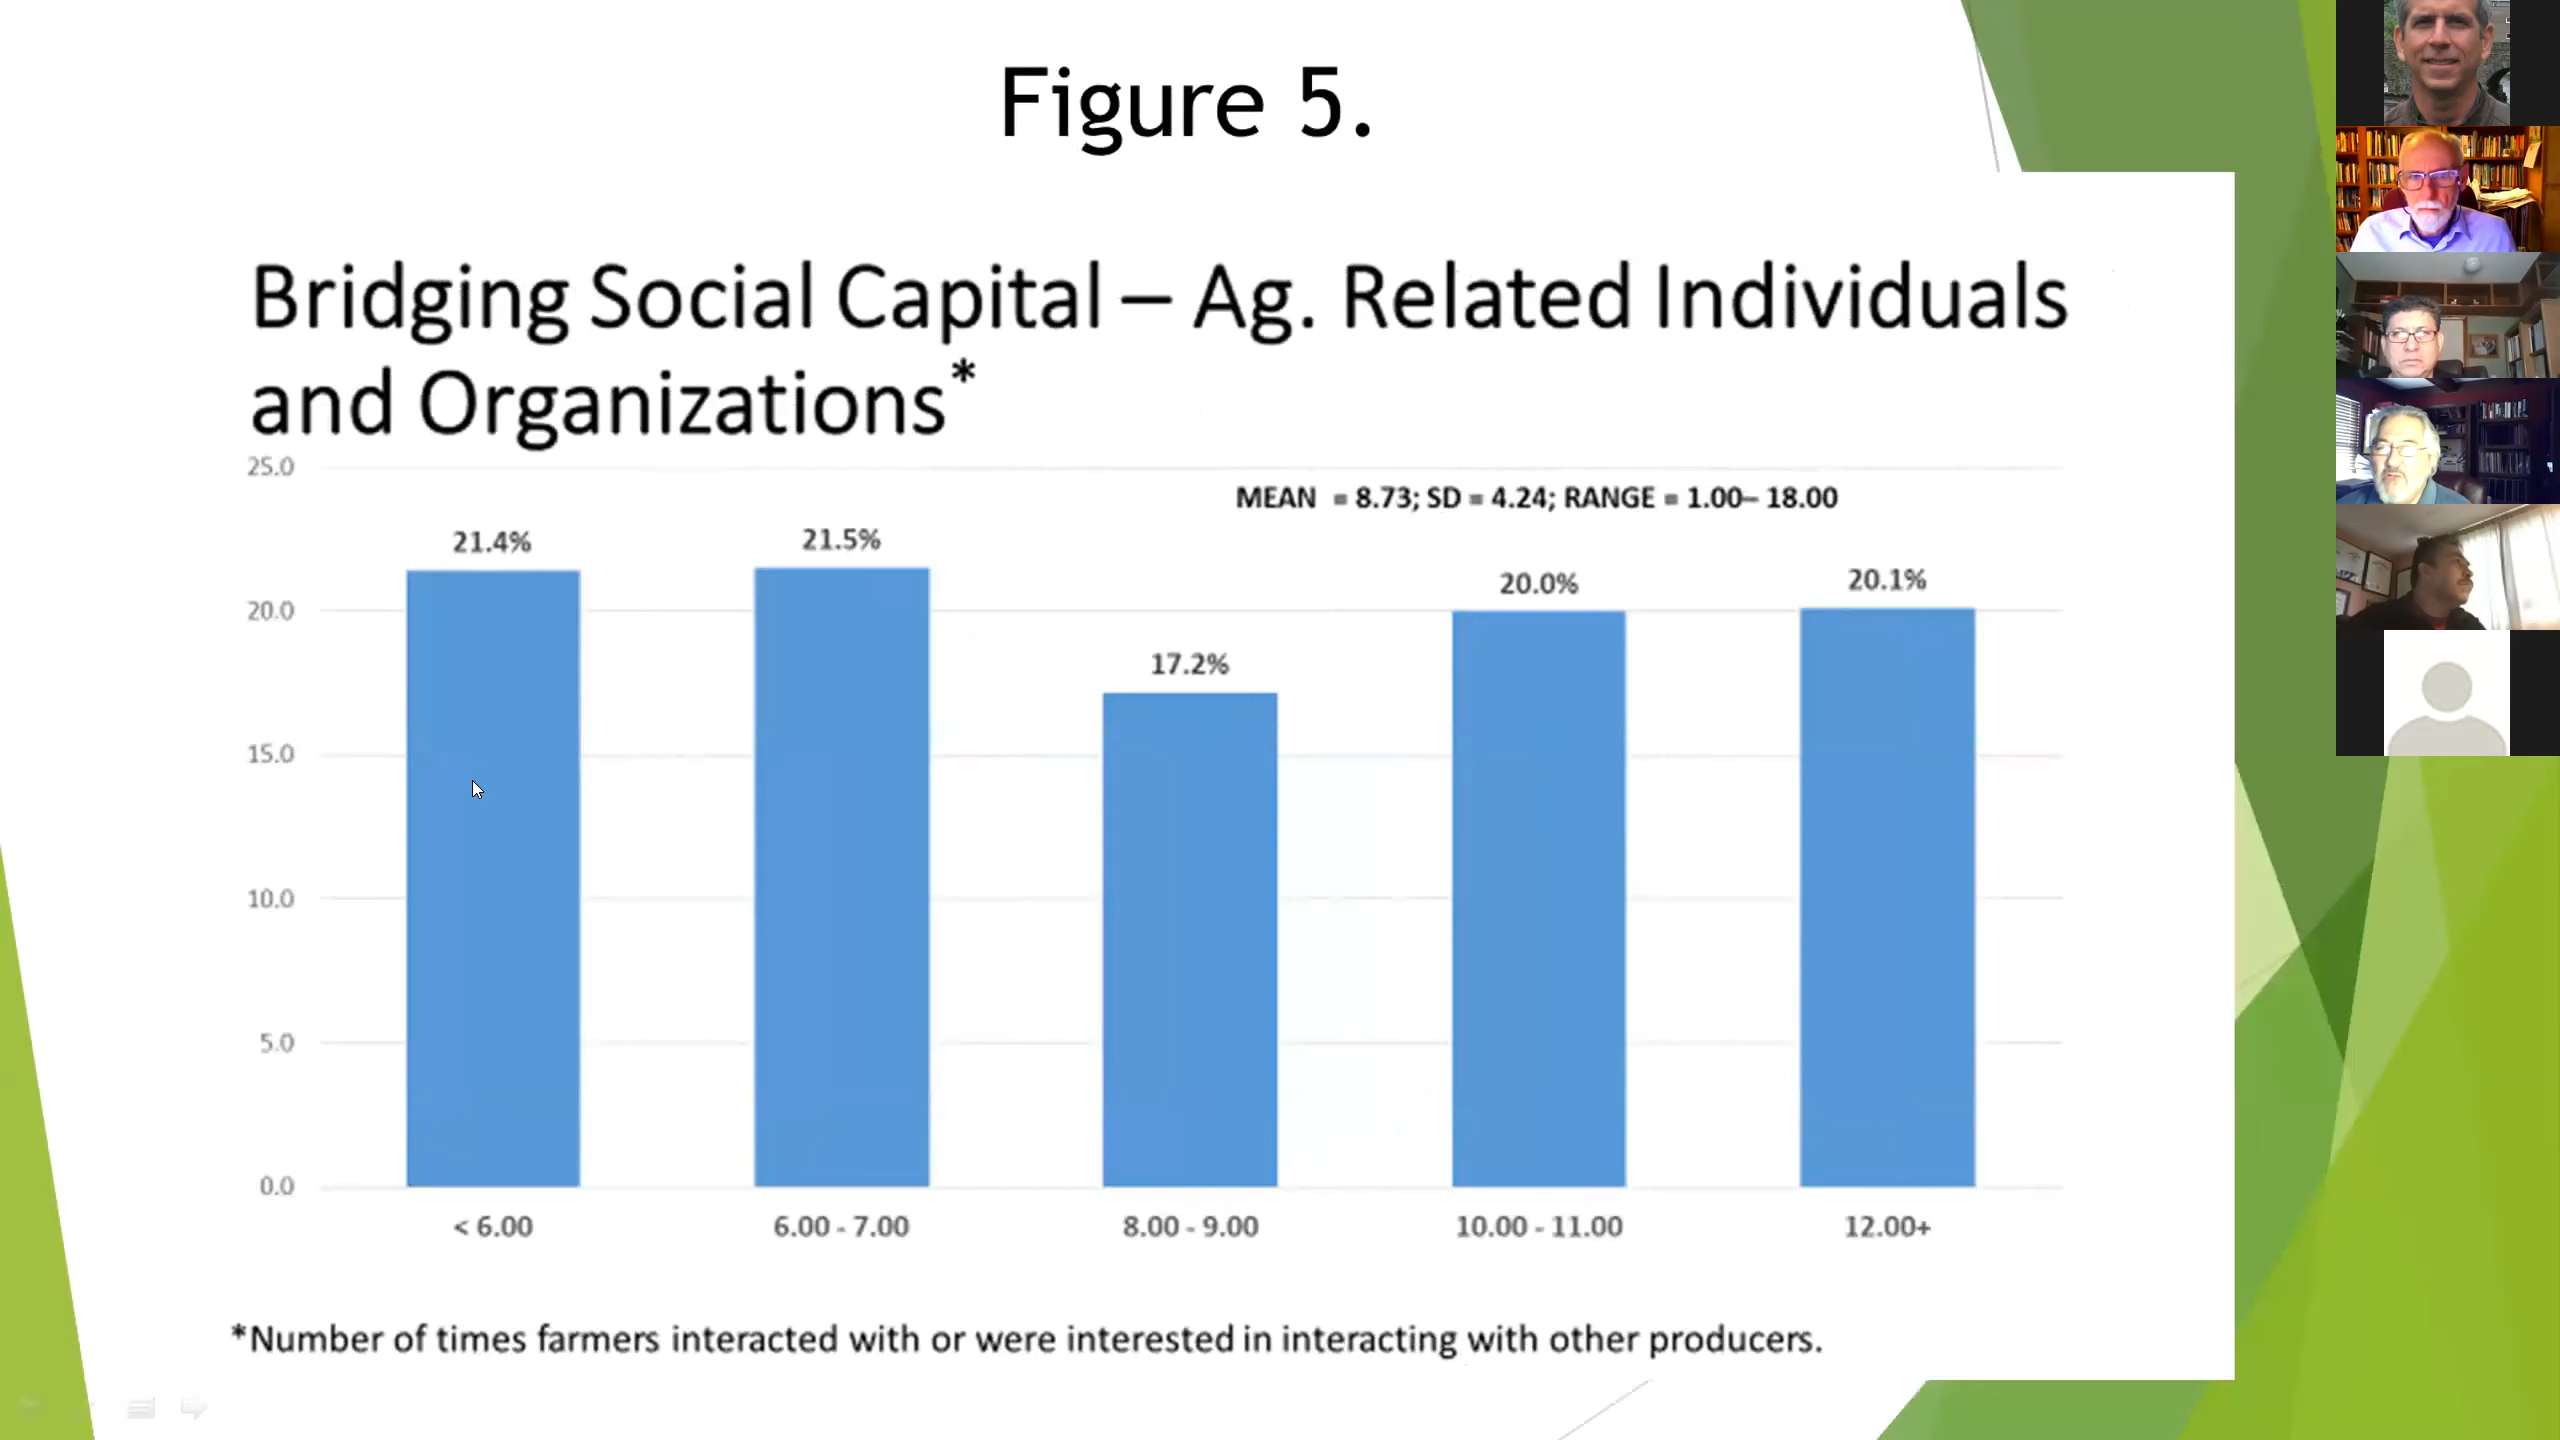 Figure 5.
Bridging Social Capital – Ag. Related Individuals
and Organizations*
25.0
MEAN = 8.73; SD = 4.24; RANGE = 1.00– 18.00
21.4%
21.5%
20.0%
20.1%
20.0
17.2%
15.0
10.0
5.0
0.0
< 6.00
6.00 - 7.00
8.00 - 9.00
10.00 - 11.00
12.00+
*Number of times farmers interacted with or were interested in interacting with other producers.